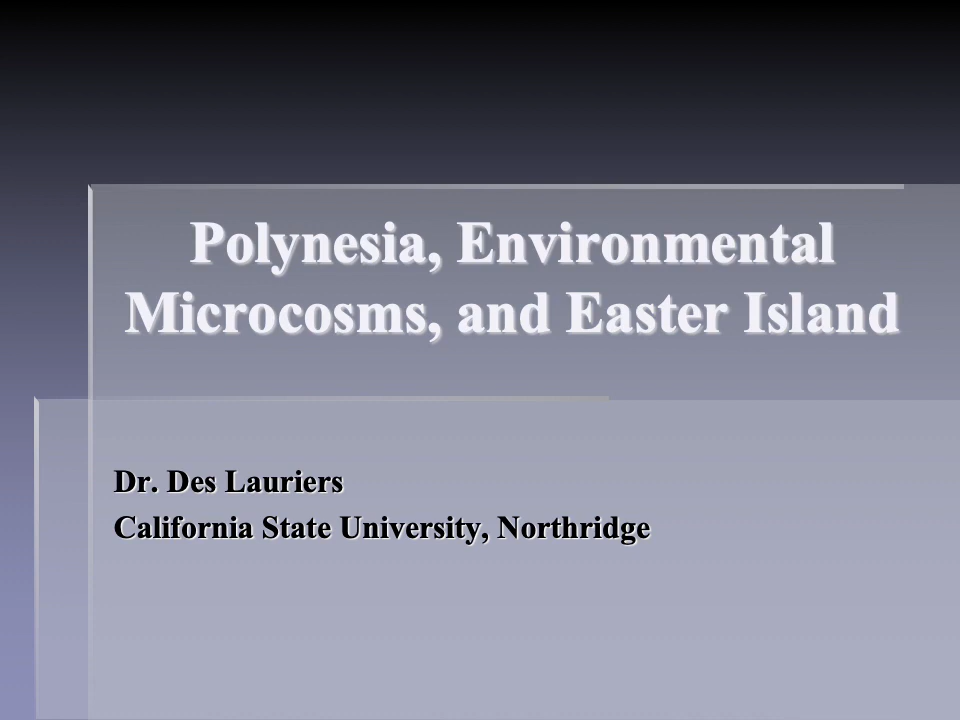 Polynesia, Environmental
Microcosms, and Easter Island
Dr. Des Lauriers
California State University, Northridge